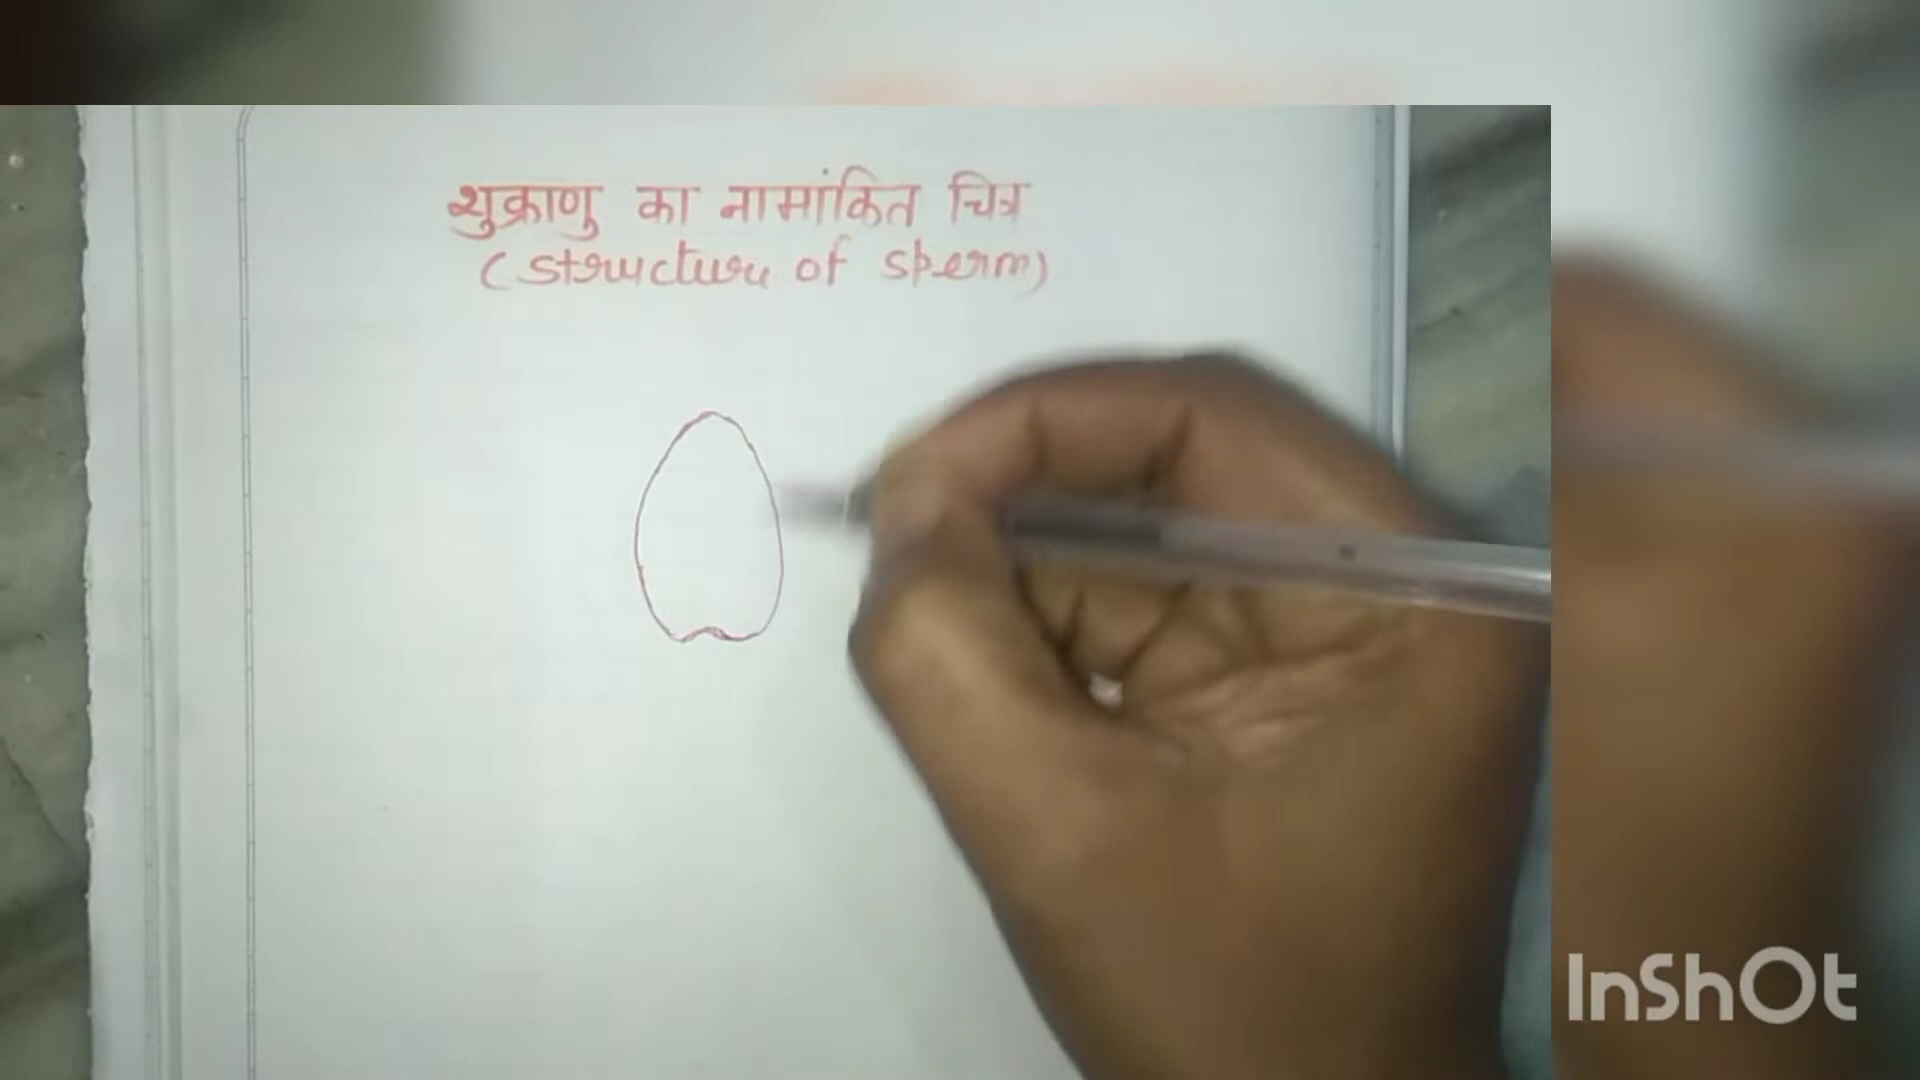 शुक्राणु का नामांकित चित्र
(structure of sperm)
InShOt